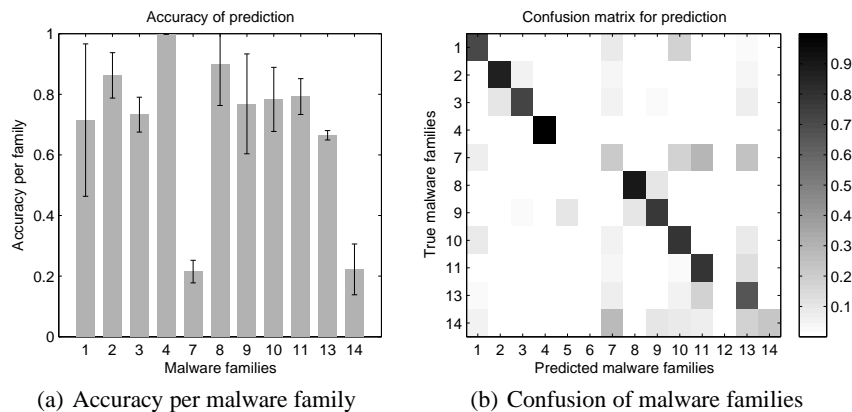 Accuracy of prediction
1
0.8
0.6
0.4
0.2
0
Accuracy per family
1 2 3 4 7 8 9 10 11 13 14
Malware families
(a) Accuracy per malware family
Confusion matrix for prediction
True malware families
1
2
3
4
7
8
9
10
11
13
14
1 2 3 4 5 6 7 8 9 10 11 12 13 14
Predicted malware families
0.9
0.8
0.7
0.6
0.5
0.4
0.3
0.2
0.1
(b) Confusion of malware families